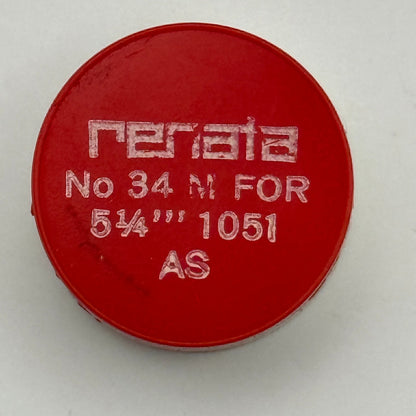 renata
No 34 M FOR
5¼''' 1051
AS